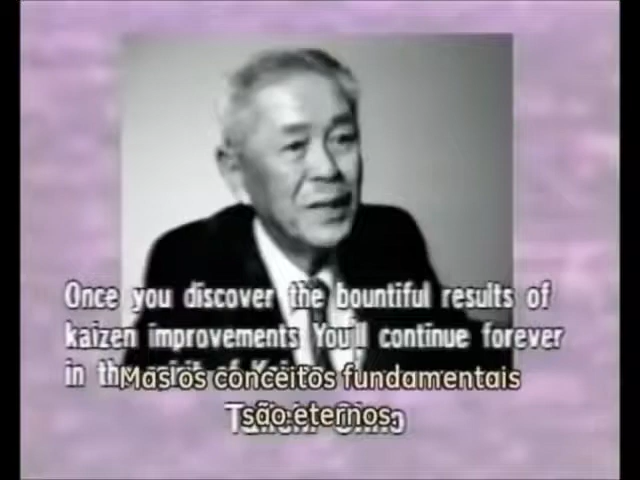 Once you discover the bountiful results of
kaizen improvements You'll continue forever
in
Mas os conceitos fundamentais
são eternos.